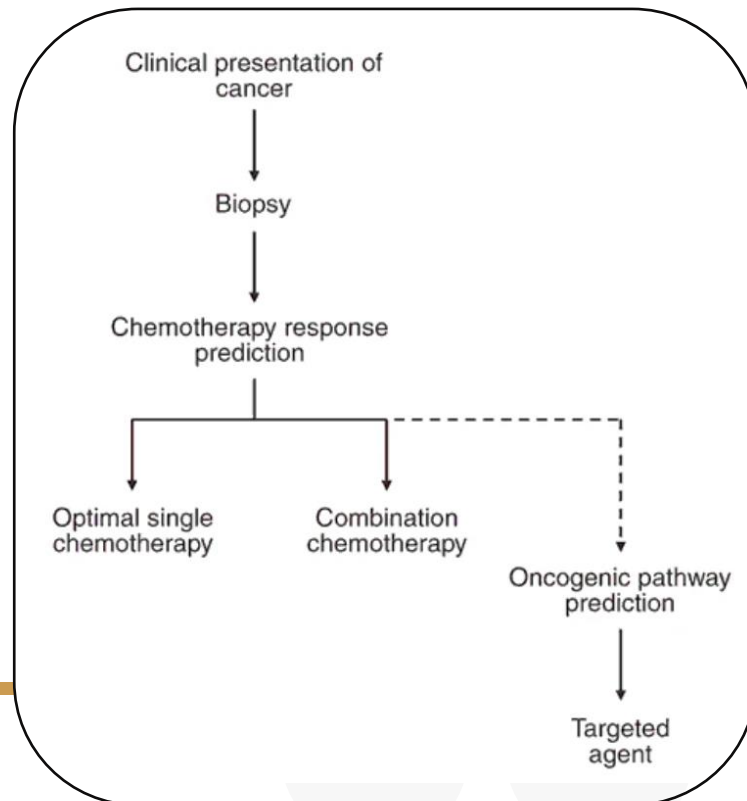 Clinical presentation of
cancer
Biopsy
Chemotherapy response
prediction
Optimal single
chemotherapy
Combination
chemotherapy
Oncogenic pathway
prediction
Targeted
agent